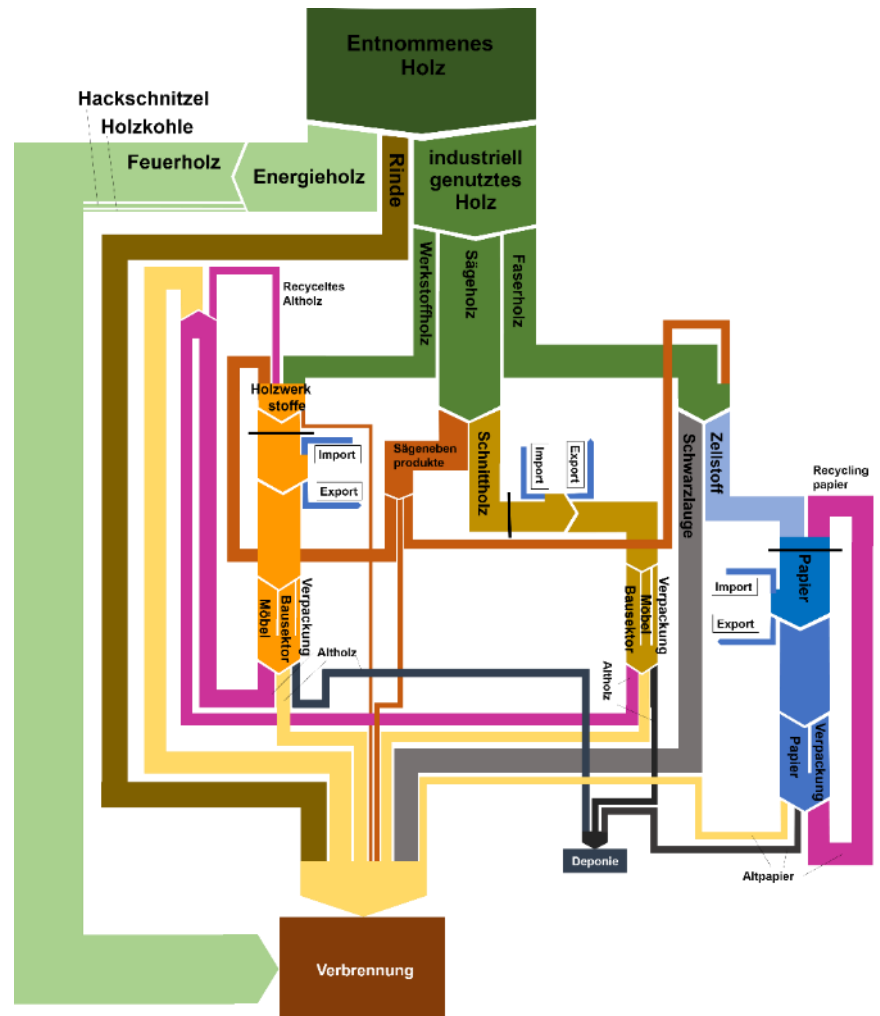 Entnommenes
Holz
Hackschnitzel
Holzkohle
Feuerholz
Energieholz
Rinde
industriell
genutztes
Holz
Werkstoffholz
Sägeholz
Faserholz
Recyceltes
Altholz
Holzwerk
stoffe
Import
Export
Sägeneben
produkte
Schnittholz
Import
Export
Schwarzlauge
Zellstoff
Recycling
papier
Papier
Import
Export
Möbel
Bausektor
Verpackung
Altholz
Bausektor
Möbel
Verpackung
Altholz
Papier
Verpackung
Deponie
Altpapier
Verbrennung